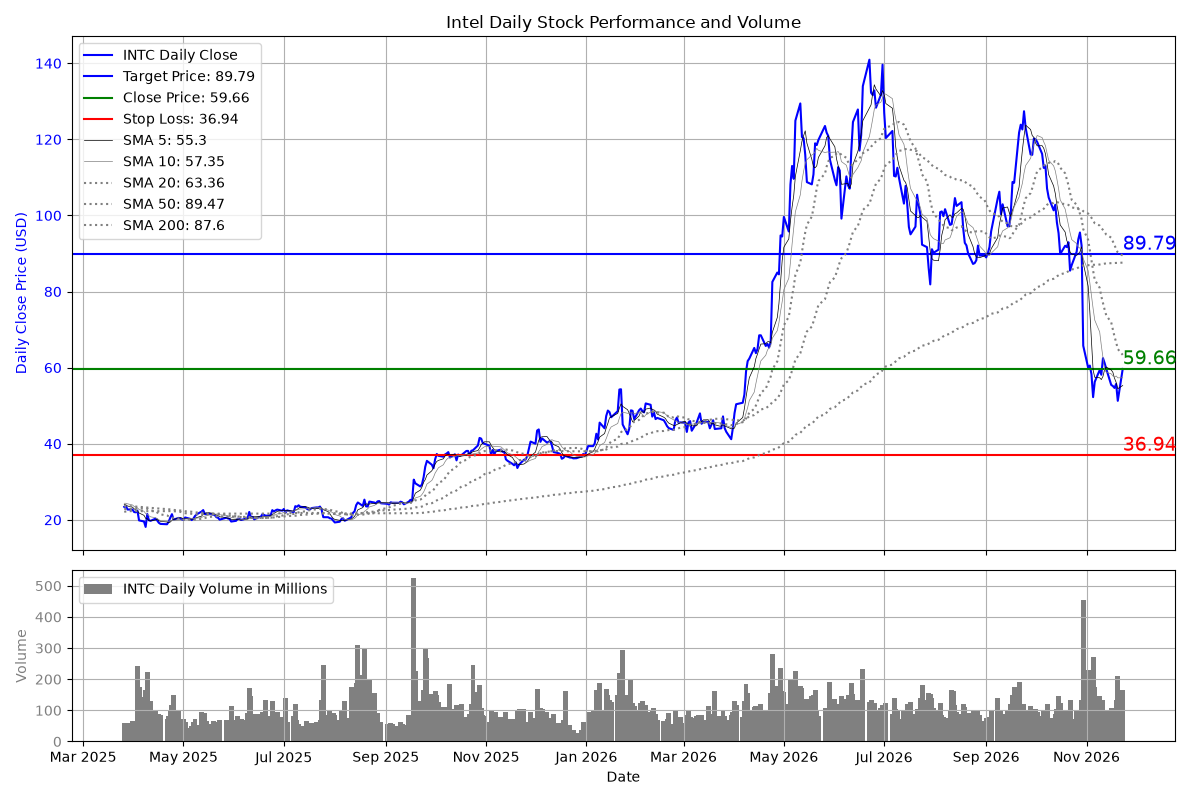 Intel Daily Stock Performance and Volume
INTC Daily Close
Target Price: 89.79
Close Price: 59.66
Stop Loss: 36.94
SMA 5: 55.3
SMA 10: 57.35
SMA 20: 63.36
SMA 50: 89.47
SMA 200: 87.6
Daily Close Price (USD)
140
120
100
80
60
40
20
89.79
59.66
36.94
INTC Daily Volume in Millions
Volume
500
400
300
200
100
0
Mar 2025 May 2025 Jul 2025 Sep 2025 Nov 2025 Jan 2026 Mar 2026 May 2026 Jul 2026 Sep 2026 Nov 2026
Date